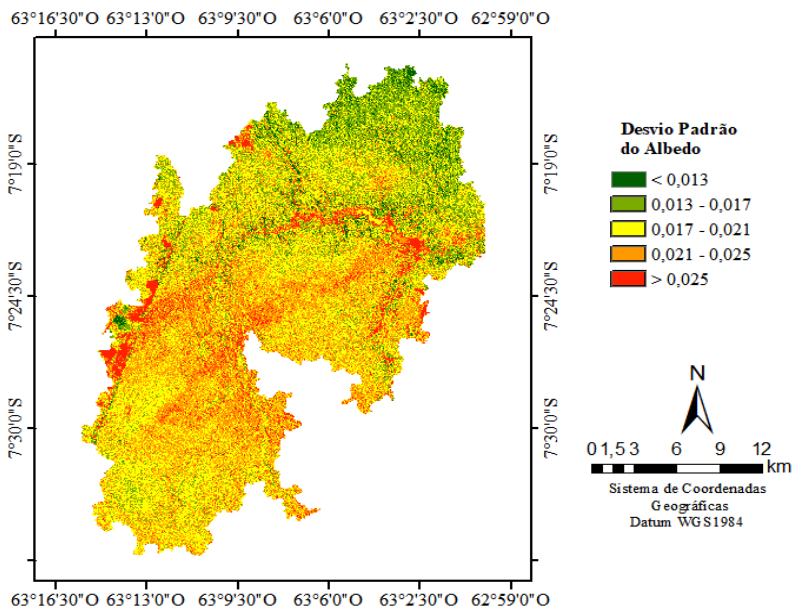 63°16'30"O 63°13'0"O 63°9'30"O 63°6'0"O 63°2'30"O 62°59'0"O
7°19'0"S
7°24'30"S
7°30'0"S
7°19'0"S
7°24'30"S
7°30'0"S
63°16'30"O 63°13'0"O 63°9'30"O 63°6'0"O 63°2'30"O 62°59'0"O
Desvio Padrão
do Albedo
< 0,013
0,013 - 0,017
0,017 - 0,021
0,021 - 0,025
> 0,025
N
0 1,5 3 6 9 12
km
Sistema de Coordenadas
Geográficas
Datum WGS1984